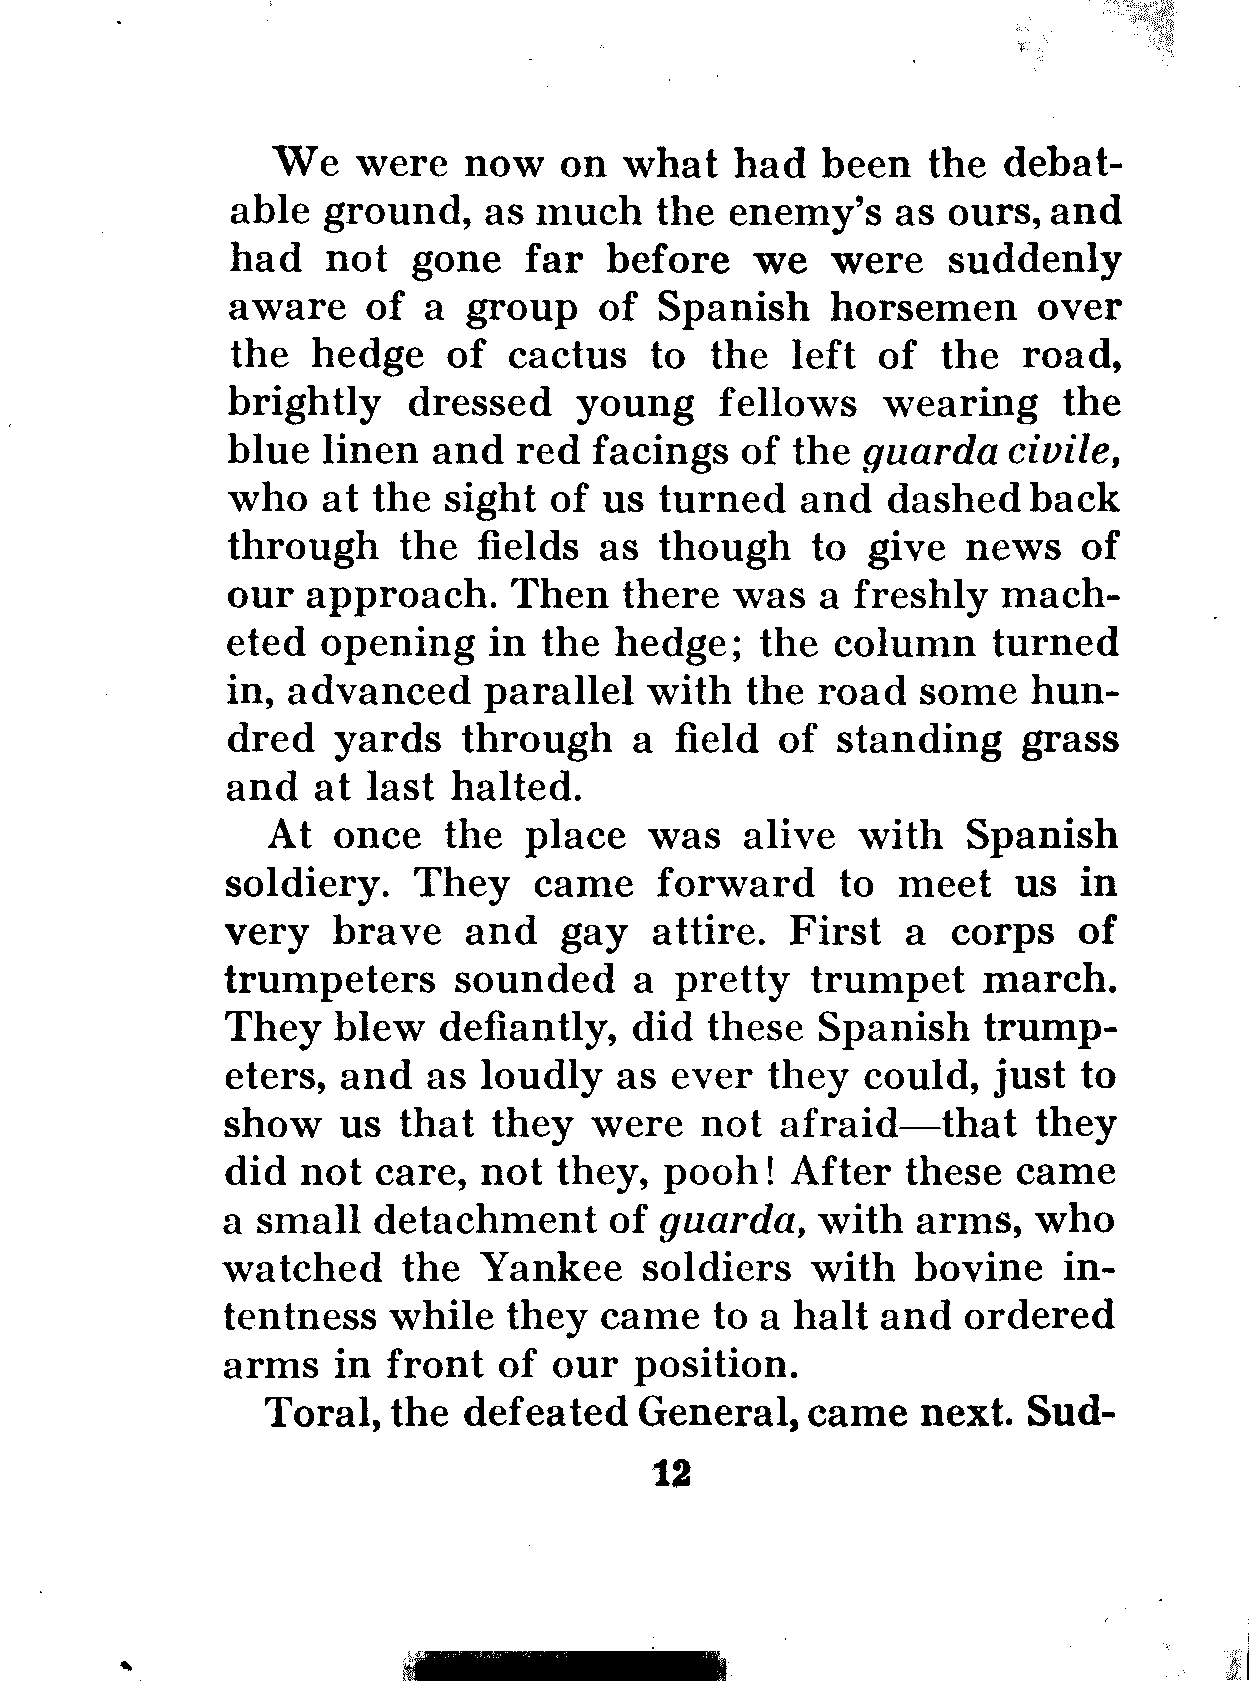 We were now on what had been the debat-
able ground, as much the enemy's as ours, and
had not gone far before we were suddenly
aware of a group of Spanish horsemen over
the hedge of cactus to the left of the road,
brightly dressed young fellows wearing the
blue linen and red facings of the guarda civile,
who at the sight of us turned and dashed back
through the fields as though to give news of
our approach. Then there was a freshly mach-
eted opening in the hedge; the column turned
in, advanced parallel with the road some hun-
dred yards through a field of standing grass
and at last halted.
At once the place was alive with Spanish
soldiery. They came forward to meet us in
very brave and gay attire. First a corps of
trumpeters sounded a pretty trumpet march.
They blew defiantly, did these Spanish trump-
eters, and as loudly as ever they could, just to
show us that they were not afraid—that they
did not care, not they, pooh! After these came
a small detachment of guarda, with arms, who
watched the Yankee soldiers with bovine in-
tentness while they came to a halt and ordered
arms in front of our position.
Toral, the defeated General, came next. Sud-
12